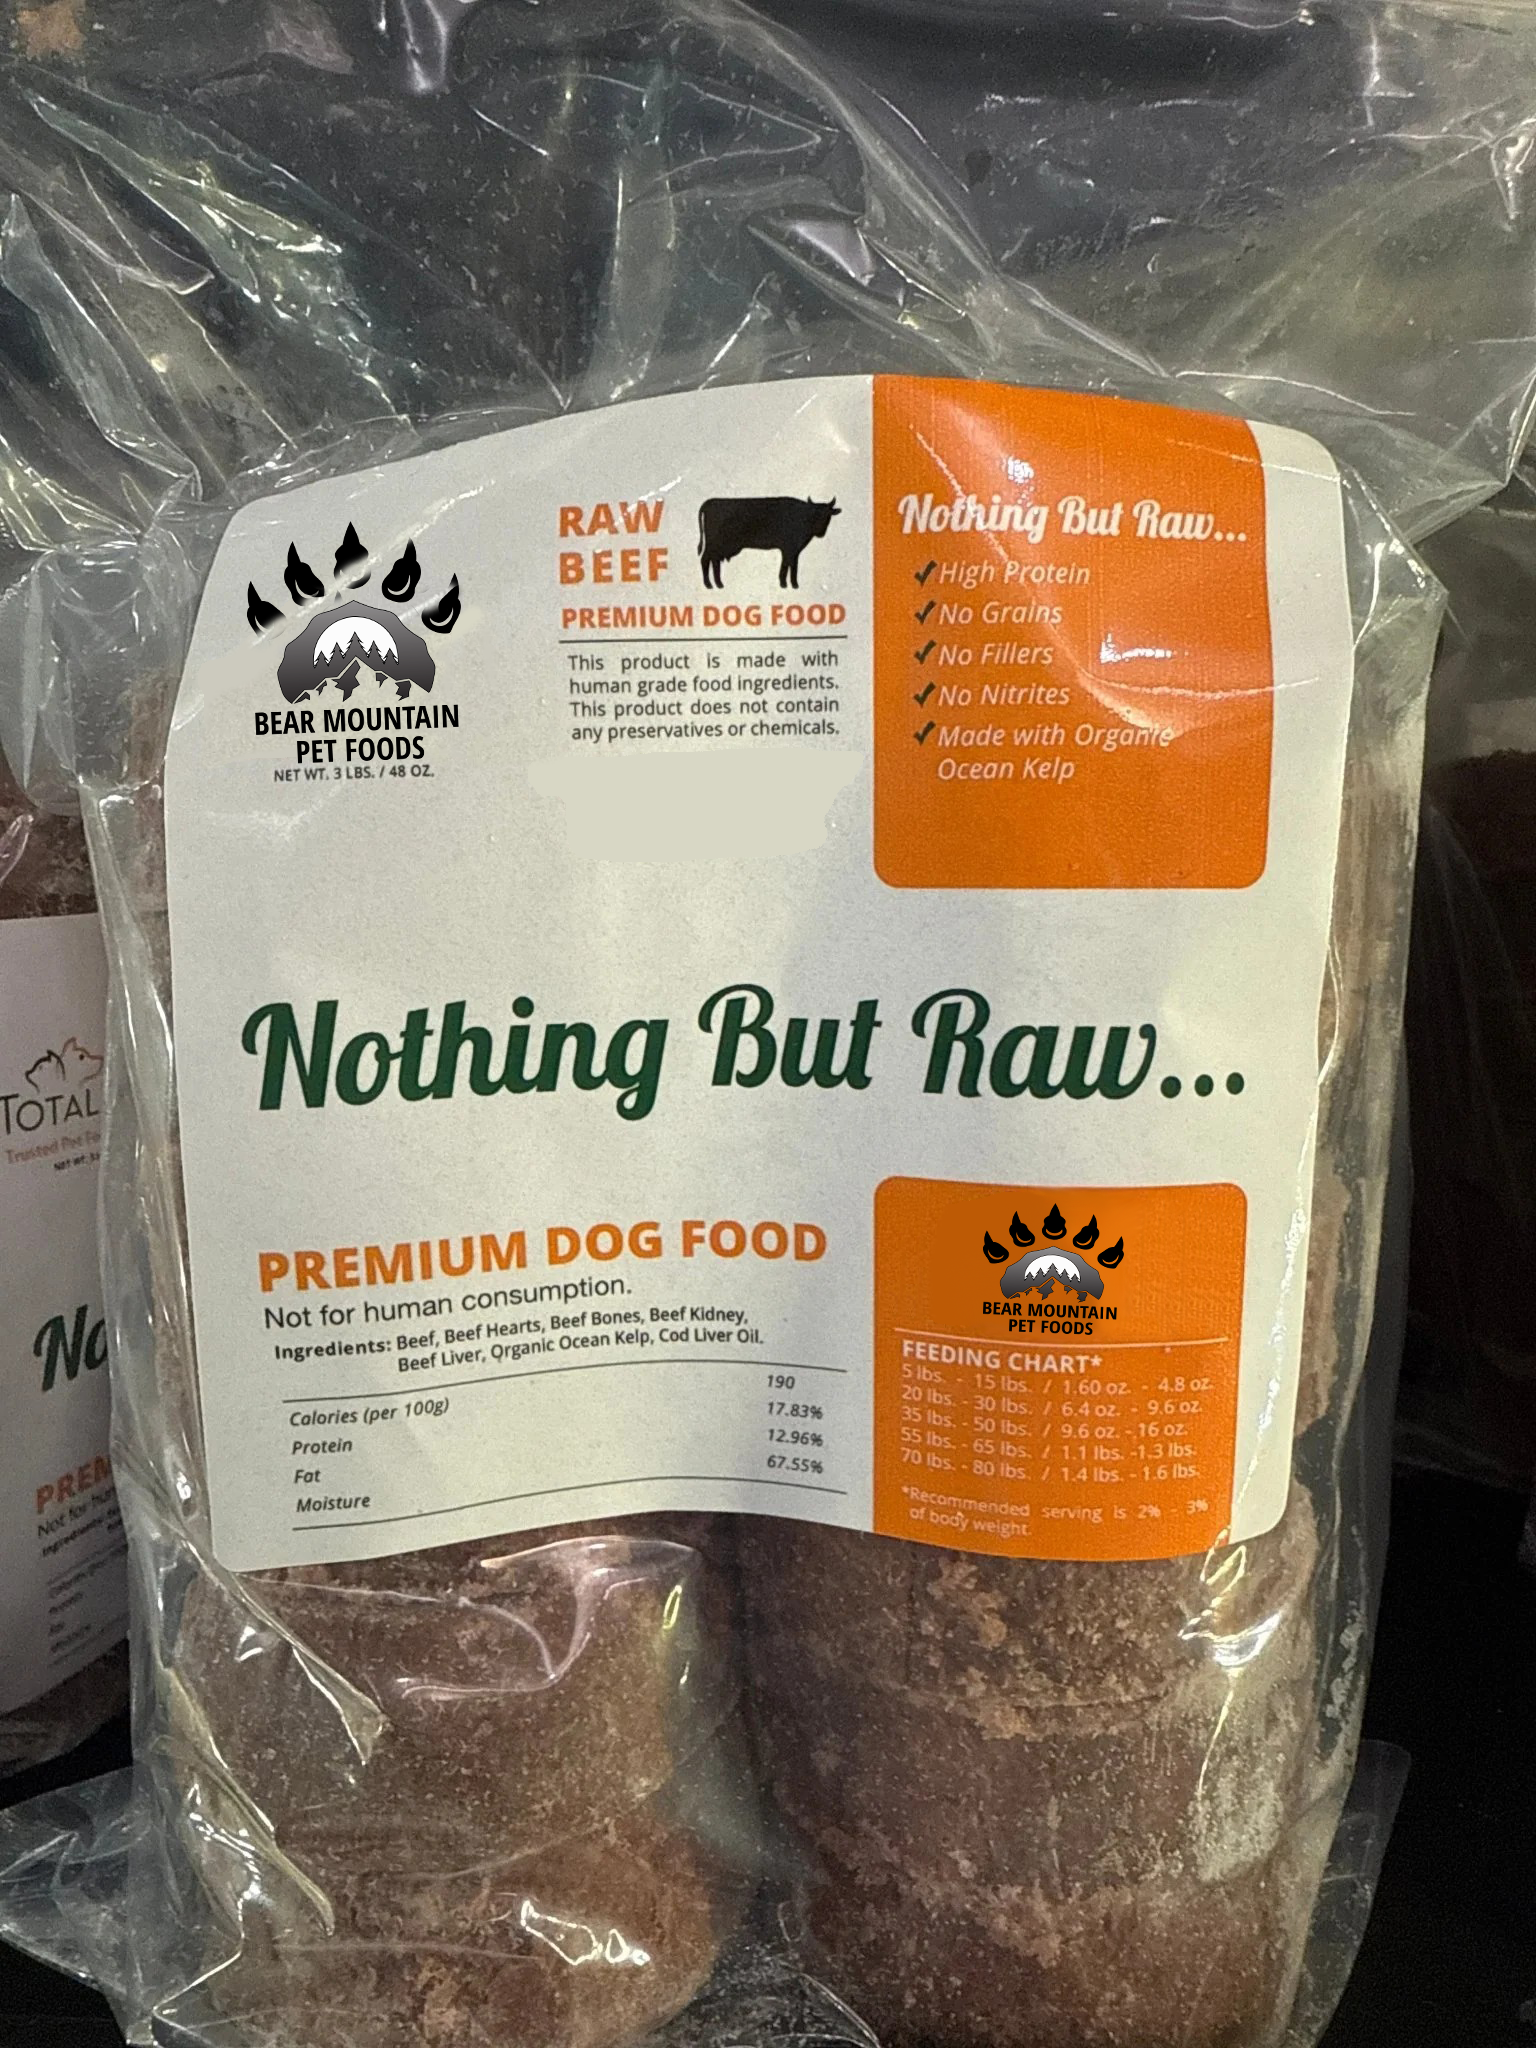 RAW
BEEF
PREMIUM DOG FOOD
This product is made with
human grade food ingredients.
This product does not contain
any preservatives or chemicals.
BEAR MOUNTAIN
PET FOODS
NET WT. 3 LBS. / 48 OZ.
Nothing But Raw...
✓High Protein
✓No Grains
✓No Fillers
✓No Nitrites
✓Made with Organic
Ocean Kelp
Nothing But Raw...
PREMIUM DOG FOOD
Not for human consumption.
Ingredients: Beef, Beef Hearts, Beef Bones, Beef Kidney,
Beef Liver, Organic Ocean Kelp, Cod Liver Oil.
Calories (per 100g) 190
Protein 17.83%
Fat 12.96%
Moisture 67.55%
BEAR MOUNTAIN
PET FOODS
FEEDING CHART*
5 lbs. - 15 lbs. / 1.60 oz. - 4.8 oz.
20 lbs. - 30 lbs. / 6.4 oz. - 9.6 oz.
35 lbs. - 50 lbs. / 9.6 oz. - 16 oz.
55 lbs. - 65 lbs. / 1.1 lbs. -1.3 lbs.
70 lbs. - 80 lbs. / 1.4 lbs. - 1.6 lbs.
*Recommended serving is 2% - 3%
of body weight.
TOTAL
Trusted Pet
NET WT.
No
PREM
Not for